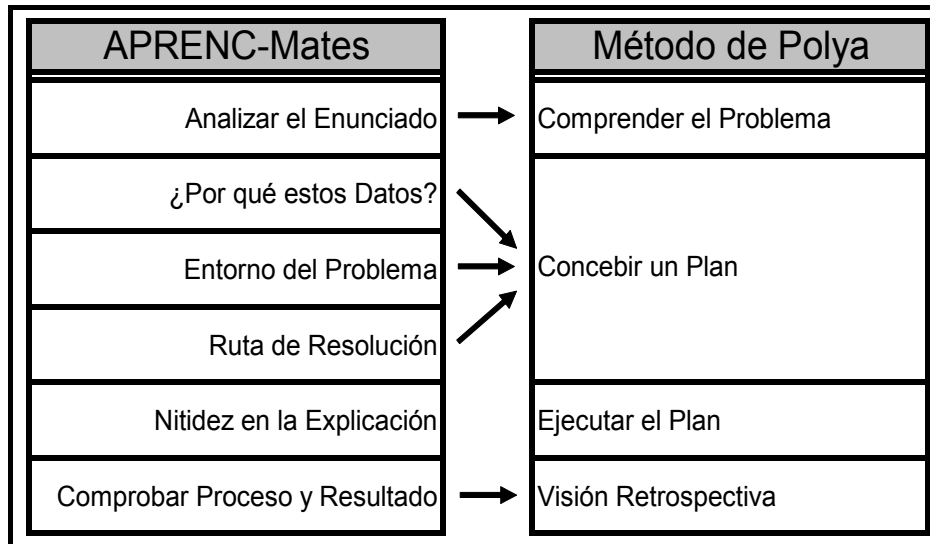 APRENC-Mates
Método de Polya
Analizar el Enunciado
Comprender el Problema
¿Por qué estos Datos?
Entorno del Problema
Concebir un Plan
Ruta de Resolución
Nitidez en la Explicación
Ejecutar el Plan
Comprobar Proceso y Resultado
Visión Retrospectiva